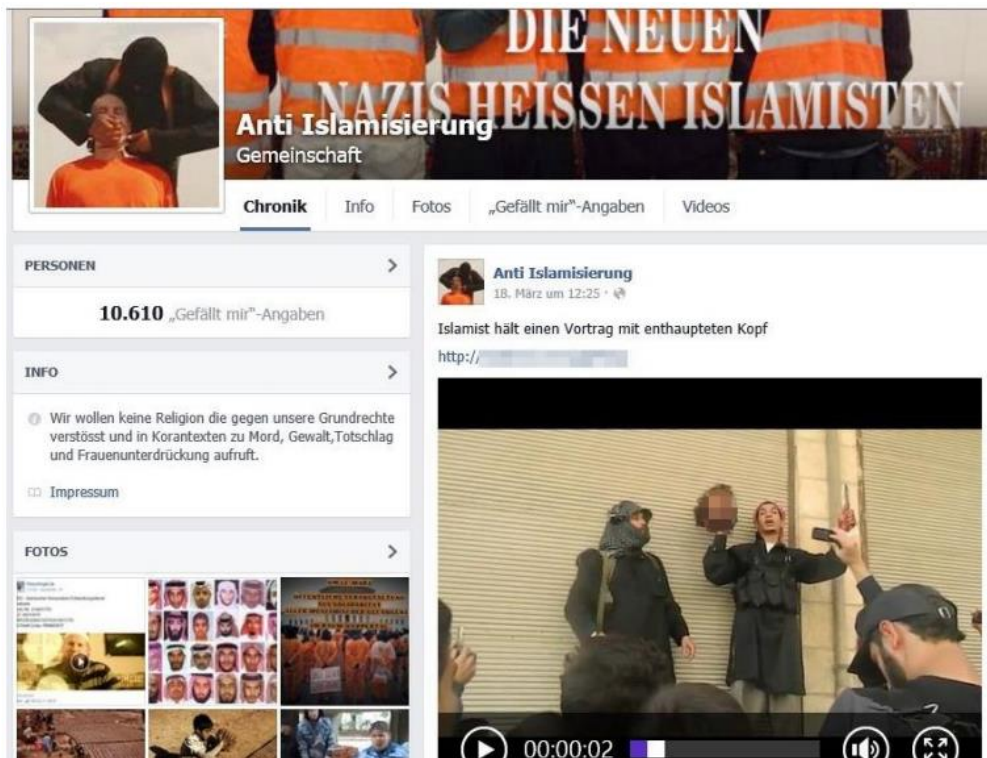 DIE NEUEN
NAZIS HEISSEN ISLAMISTEN
Anti Islamisierung
Gemeinschaft
Chronik Info Fotos „Gefällt mir“-Angaben Videos
PERSONEN
10.610 „Gefällt mir“-Angaben
INFO
Wir wollen keine Religion die gegen unsere Grundrechte
verstösst und in Korantexten zu Mord, Gewalt,Totschlag
und Frauenunterdrückung aufruft.
Impressum
FOTOS
Anti Islamisierung
18. März um 12:25 ·
Islamist hält einen Vortrag mit enthaupteten Kopf
http://
00:00:02